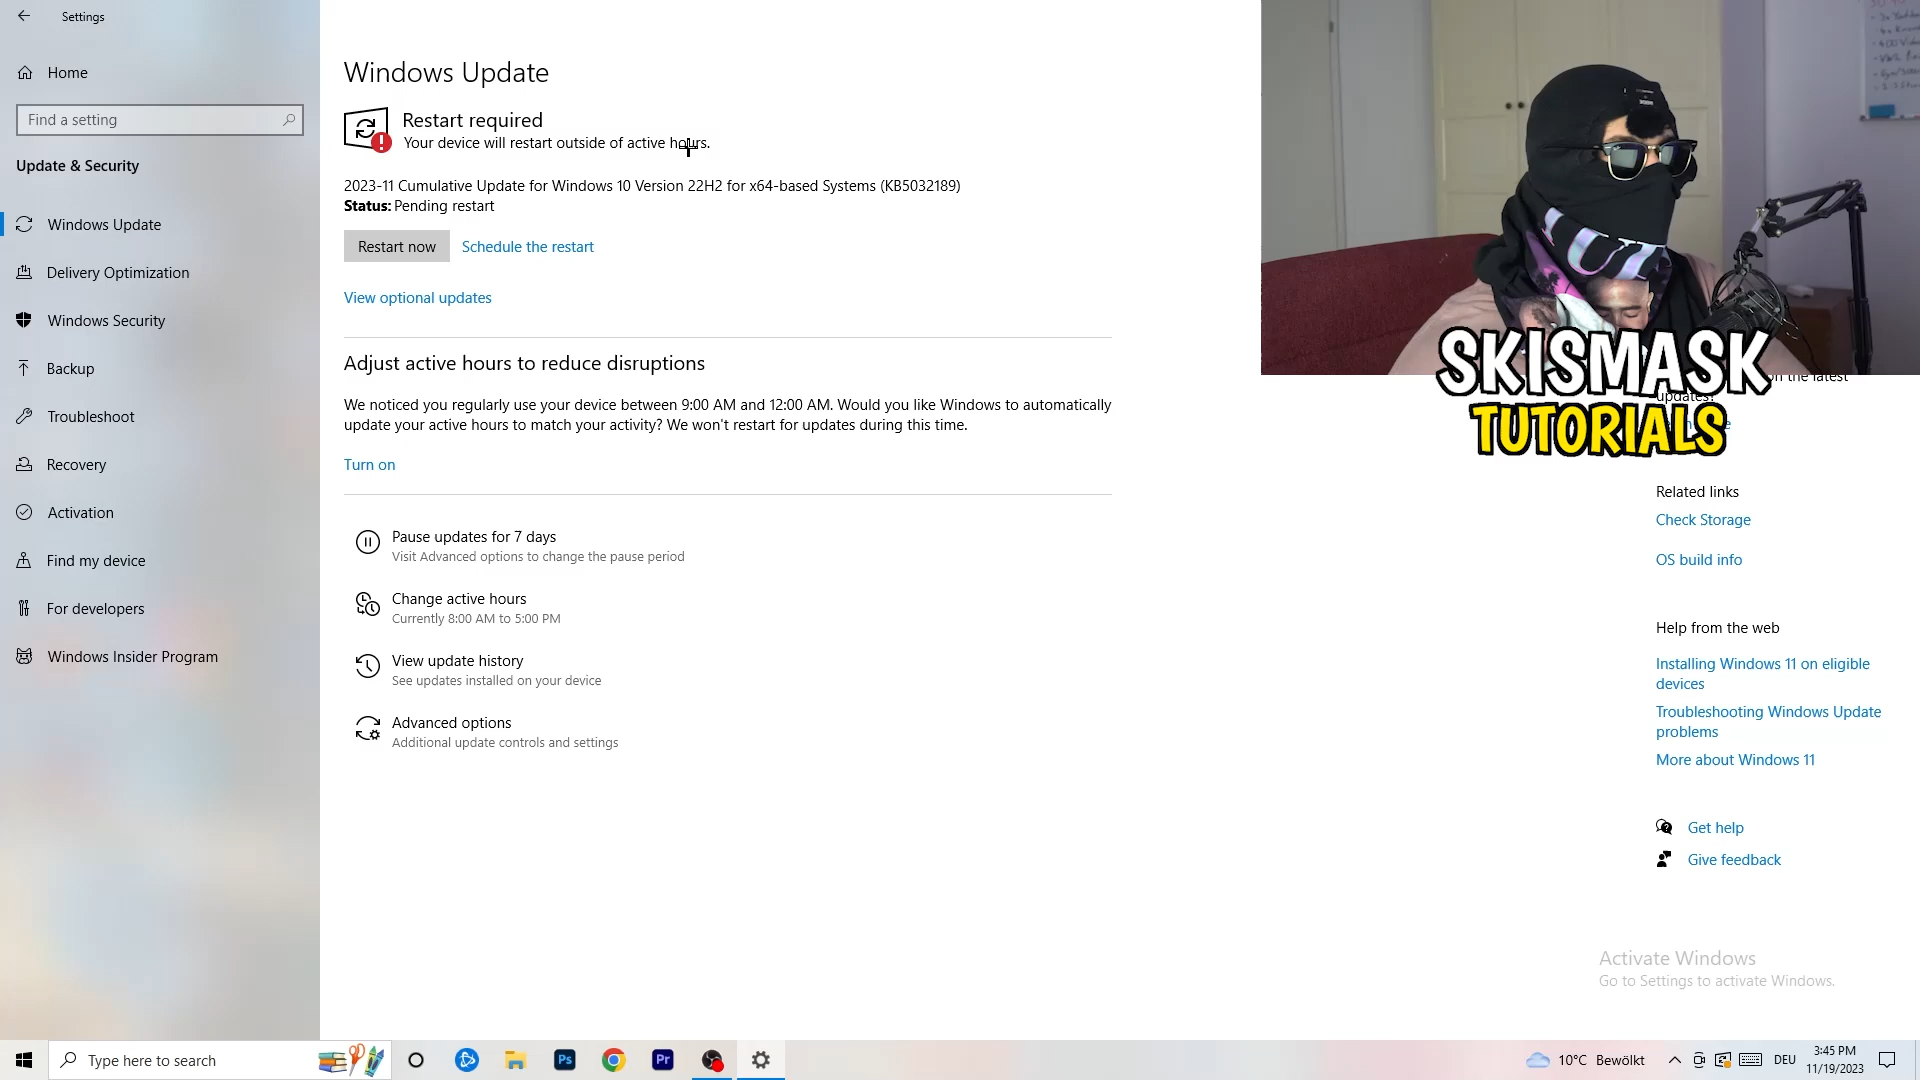 Settings
Home
Find a setting
Update & Security
Windows Update
Delivery Optimization
Windows Security
Backup
Troubleshoot
Recovery
Activation
Find my device
For developers
Windows Insider Program
Windows Update
Restart required
Your device will restart outside of active hours.
2023-11 Cumulative Update for Windows 10 Version 22H2 for x64-based Systems (KB5032189)
Status: Pending restart
Restart now
Schedule the restart
View optional updates
Adjust active hours to reduce disruptions
We noticed you regularly use your device between 9:00 AM and 12:00 AM. Would you like Windows to automatically
update your active hours to match your activity? We won't restart for updates during this time.
Turn on
Pause updates for 7 days
Visit Advanced options to change the pause period
Change active hours
Currently 8:00 AM to 5:00 PM
View update history
See updates installed on your device
Advanced options
Additional update controls and settings
SKISMASK
TUTORIALS
the latest
updates?
Related links
Check Storage
OS build info
Help from the web
Installing Windows 11 on eligible
devices
Troubleshooting Windows Update
problems
More about Windows 11
Get help
Give feedback
Activate Windows
Go to Settings to activate Windows.
Type here to search
Ps
Pr
10°C Bewölkt
DEU
3:45 PM
11/19/2023